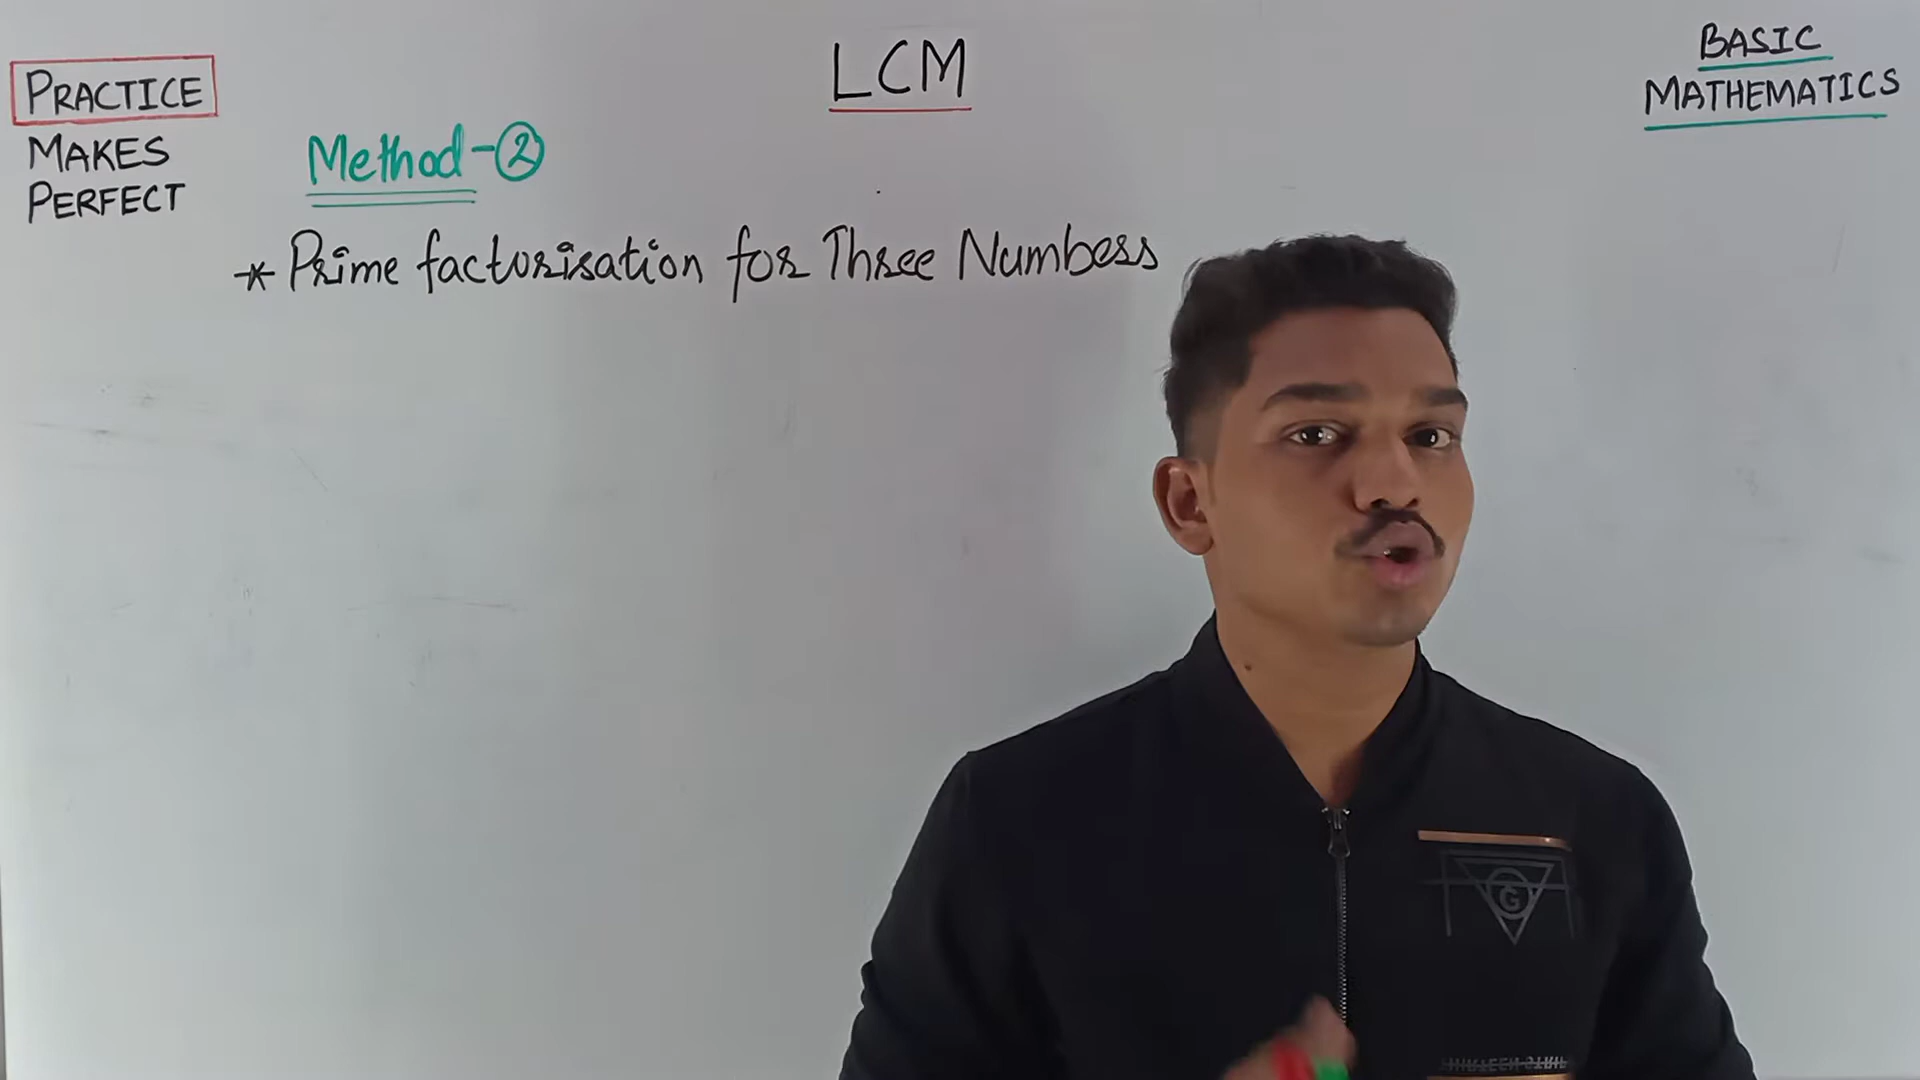 PRACTICE
MAKES
PERFECT
LCM
BASIC
MATHEMATICS
Method-②
* Prime factorisation for Three Numbers
G